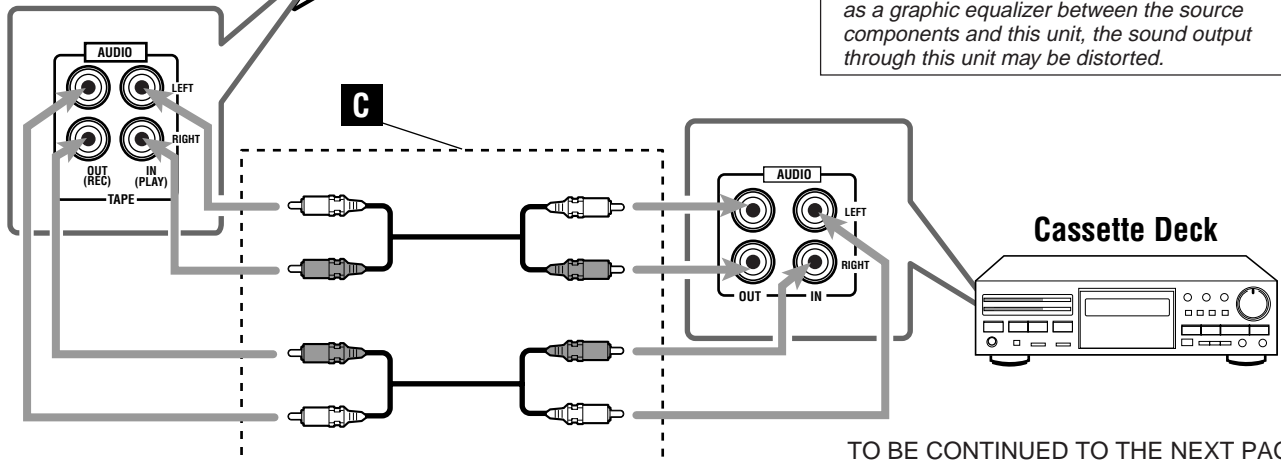 as a graphic equalizer between the source
components and this unit, the sound output
through this unit may be distorted.
AUDIO
LEFT
RIGHT
OUT
(REC)
IN
(PLAY)
TAPE
C
AUDIO
LEFT
RIGHT
OUT
IN
Cassette Deck
TO BE CONTINUED TO THE NEXT PAG